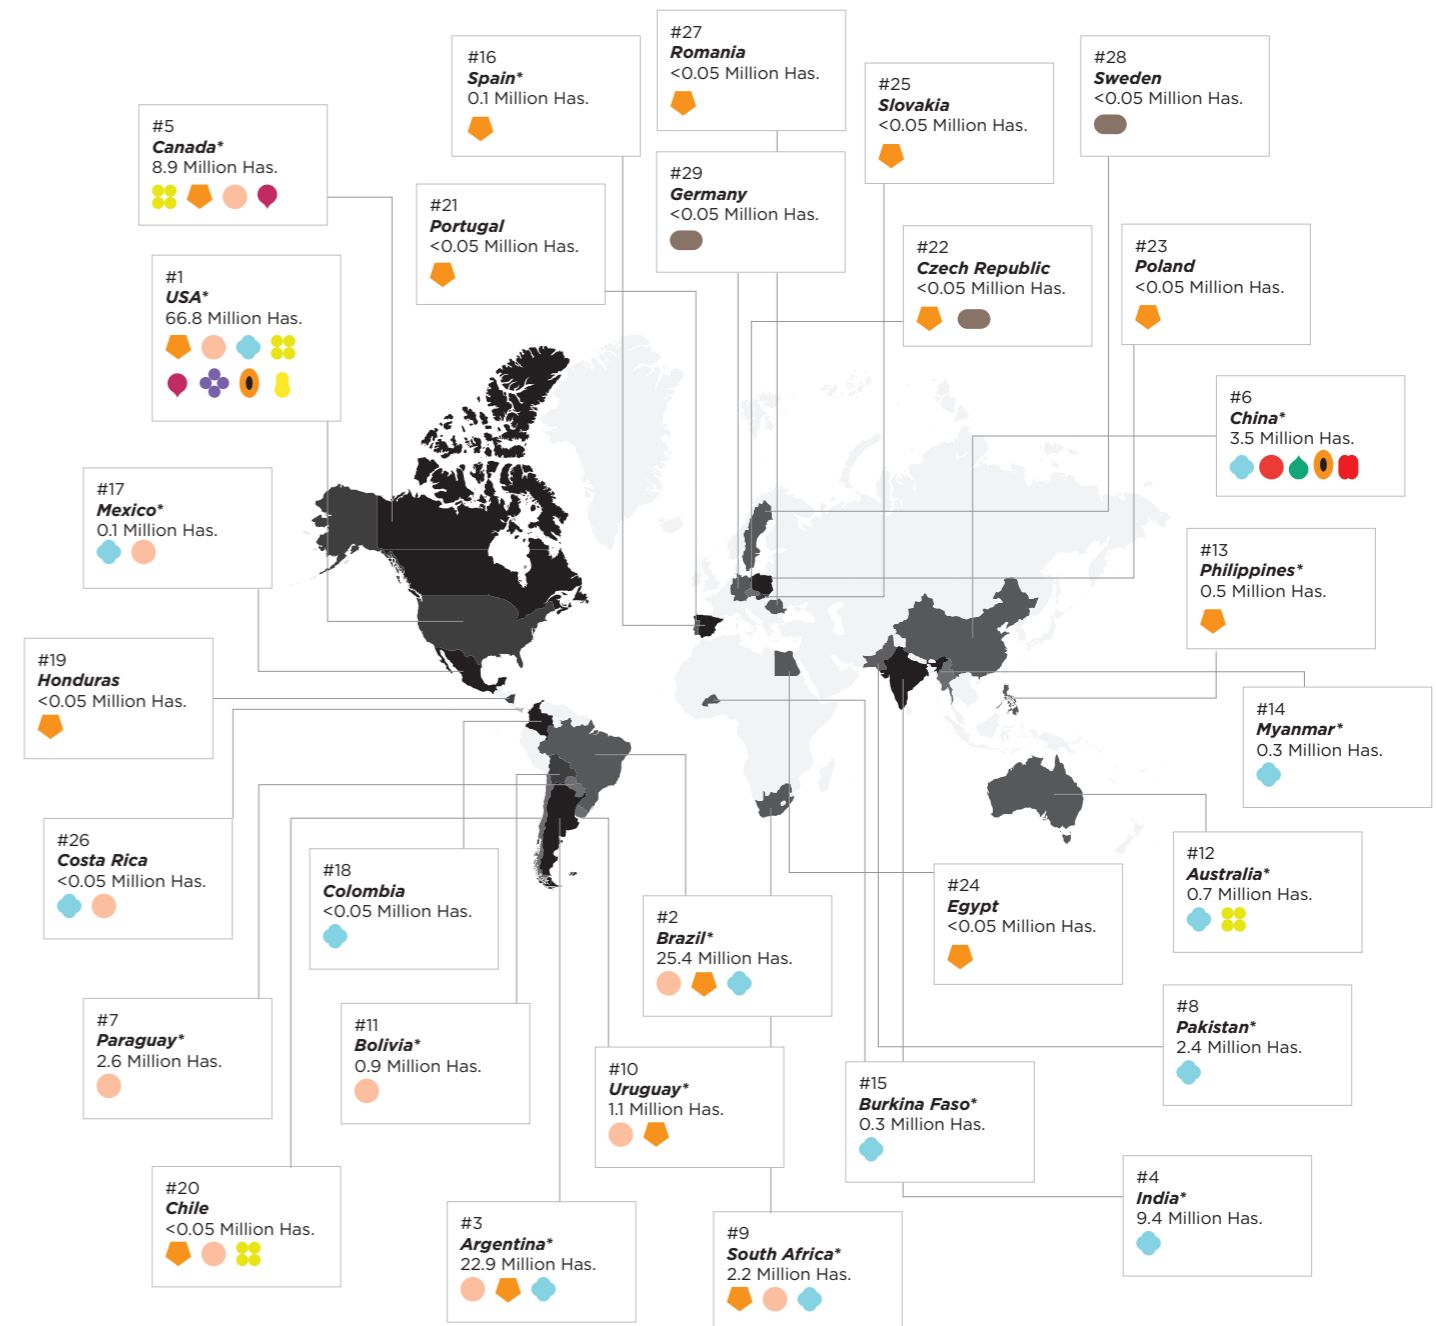 #27
Romania
<0.05 Million Has.
#16
Spain*
0.1 Million Has.
#28
Sweden
<0.05 Million Has.
#25
Slovakia
<0.05 Million Has.
#5
Canada*
8.9 Million Has.
#29
Germany
<0.05 Million Has.
#21
Portugal
<0.05 Million Has.
#22
Czech Republic
<0.05 Million Has.
#23
Poland
<0.05 Million Has.
#1
USA*
66.8 Million Has.
#6
China*
3.5 Million Has.
#17
Mexico*
0.1 Million Has.
#13
Philippines*
0.5 Million Has.
#19
Honduras
<0.05 Million Has.
#14
Myanmar*
0.3 Million Has.
#26
Costa Rica
<0.05 Million Has.
#18
Colombia
<0.05 Million Has.
#12
Australia*
0.7 Million Has.
#24
Egypt
<0.05 Million Has.
#2
Brazil*
25.4 Million Has.
#7
Paraguay*
2.6 Million Has.
#11
Bolivia*
0.9 Million Has.
#8
Pakistan*
2.4 Million Has.
#10
Uruguay*
1.1 Million Has.
#15
Burkina Faso*
0.3 Million Has.
#4
India*
9.4 Million Has.
#20
Chile
<0.05 Million Has.
#3
Argentina*
22.9 Million Has.
#9
South Africa*
2.2 Million Has.